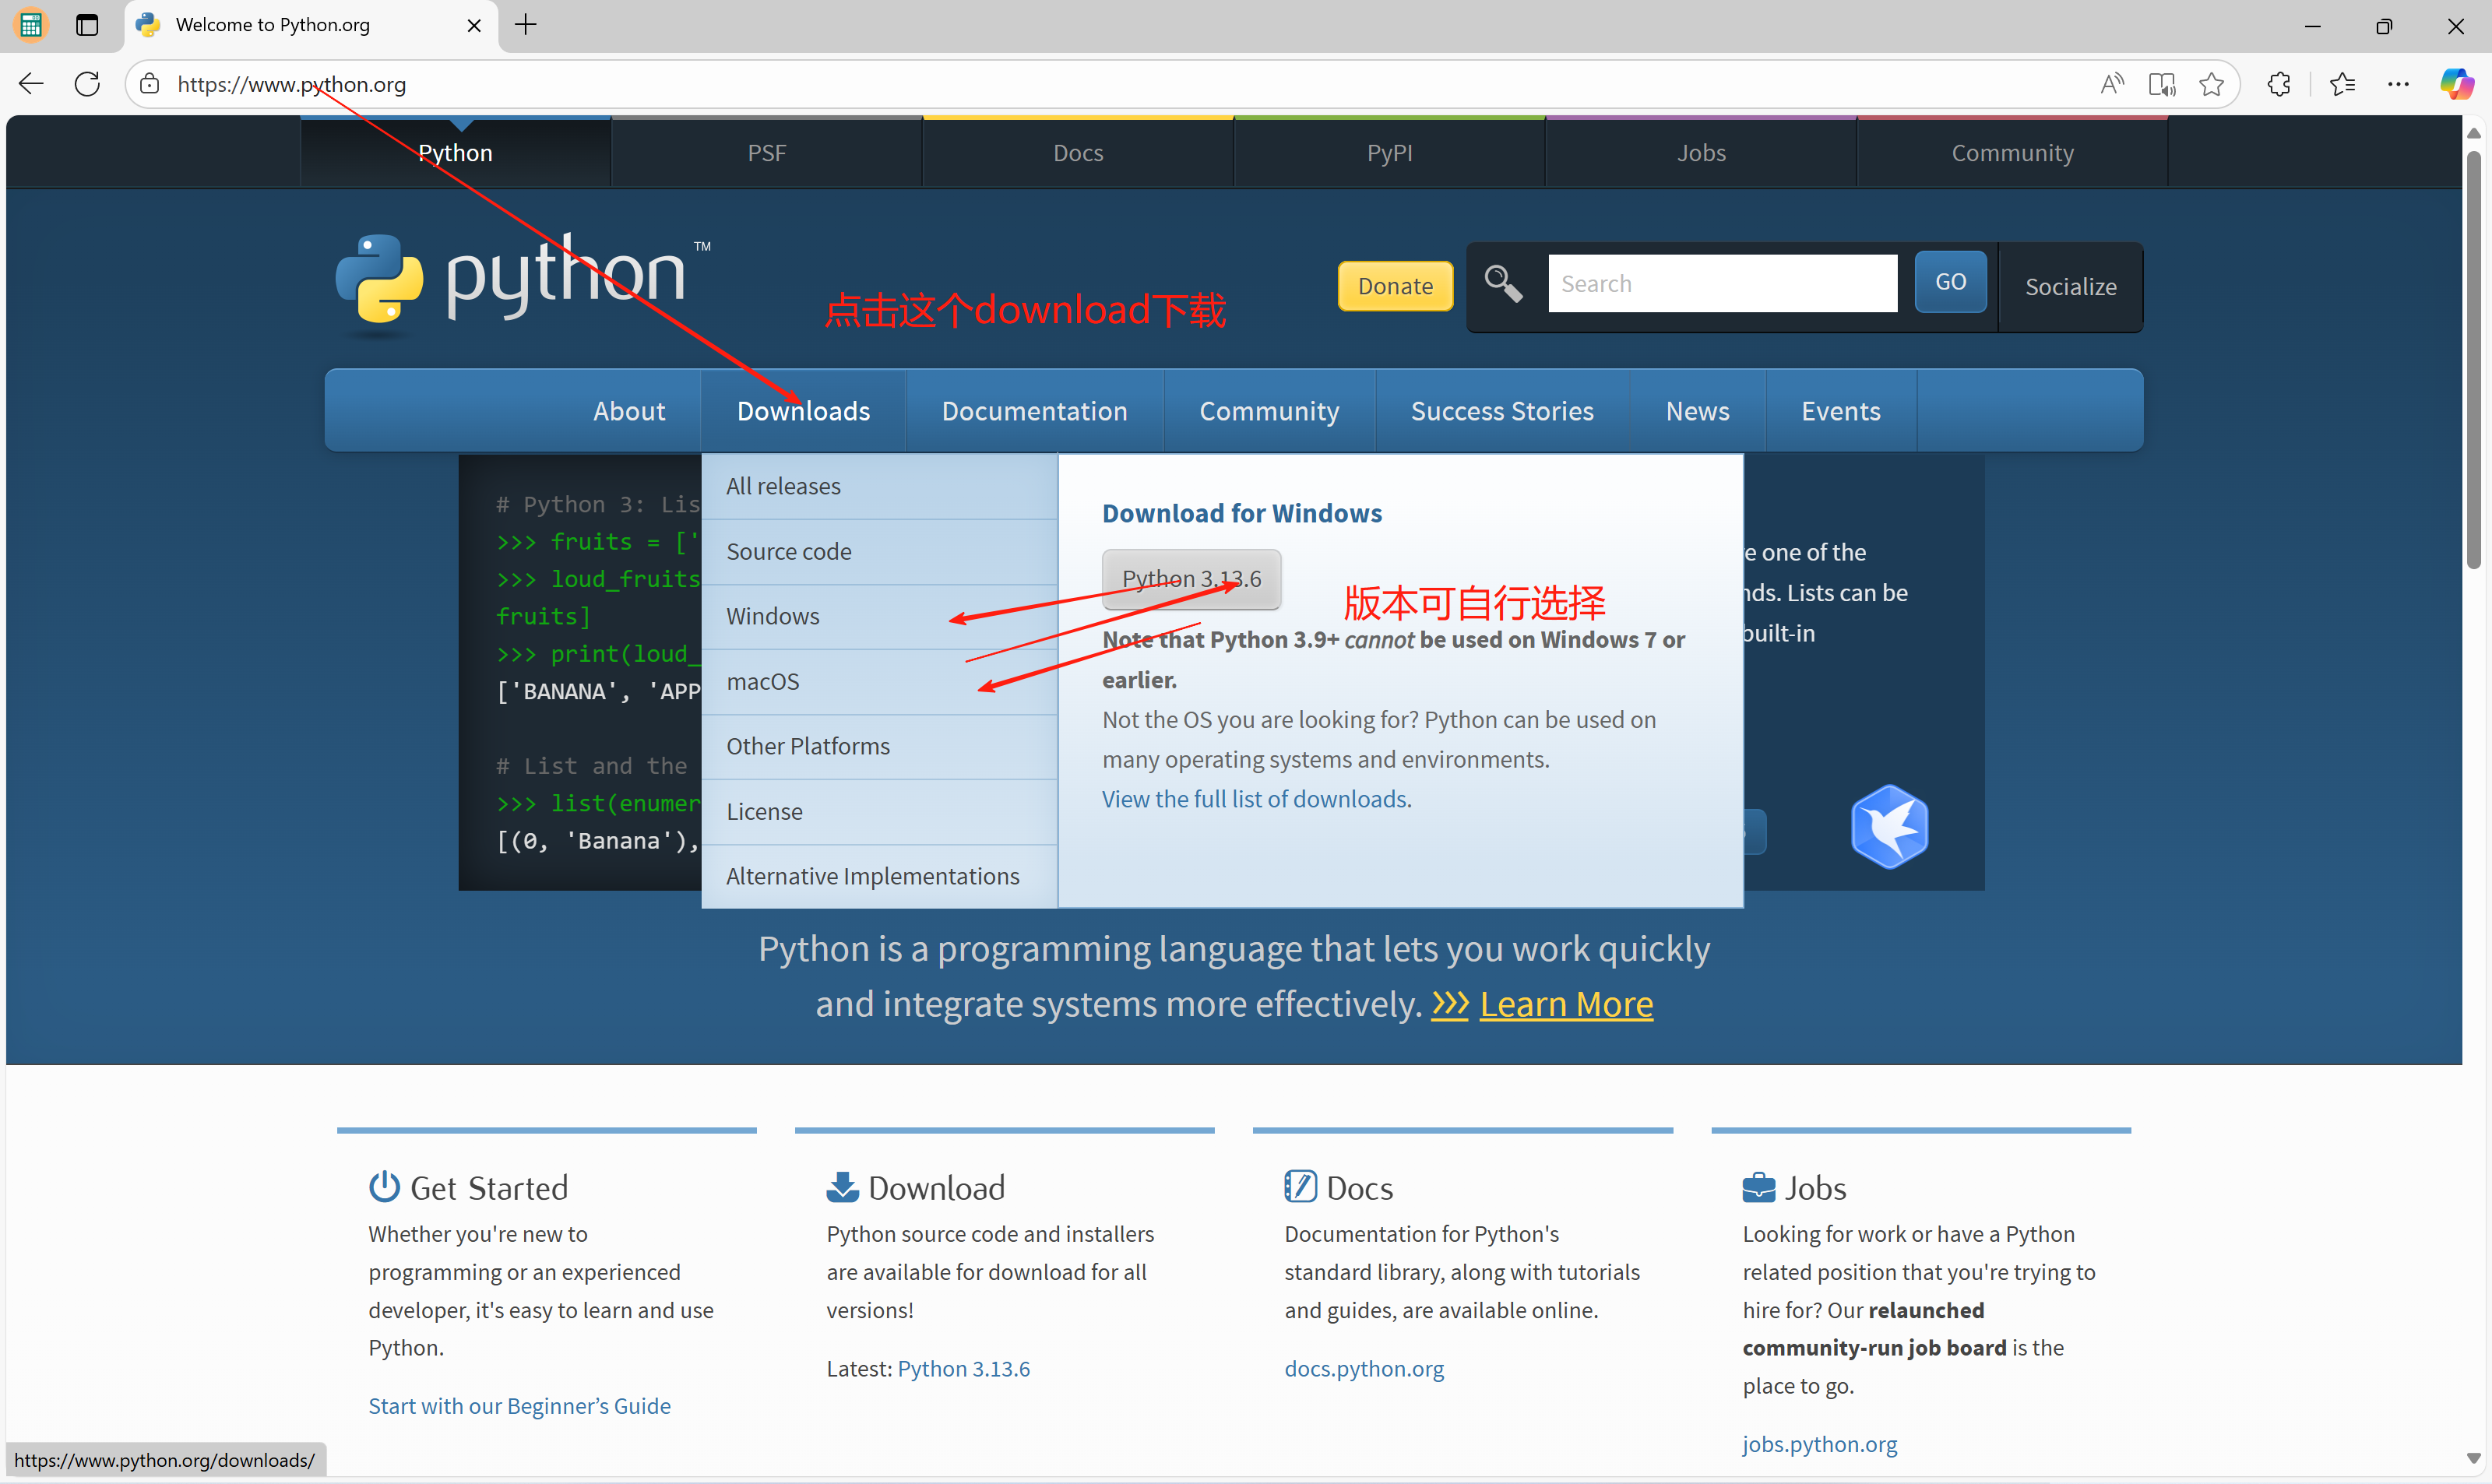 Welcome to Python.org
https://www.python.org
Python
PSF
Docs
PyPI
Jobs
Community
python™
点击这个download下载
Donate
Search
GO
Socialize
About
Downloads
Documentation
Community
Success Stories
News
Events
# Python 3: Lis
>>> fruits = ['
>>> loud_fruits
fruits]
>>> print(loud_
['BANANA', 'APP
# List and the
>>> list(enumer
[(0, 'Banana'),
All releases
Source code
Windows
macOS
Other Platforms
License
Alternative Implementations
Download for Windows
Python 3.13.6
版本可自行选择
Note that Python 3.9+ cannot be used on Windows 7 or
earlier.
Not the OS you are looking for? Python can be used on
many operating systems and environments.
View the full list of downloads.
e one of the
nds. Lists can be
built-in
Python is a programming language that lets you work quickly
and integrate systems more effectively. >>> Learn More
Get Started
Whether you're new to
programming or an experienced
developer, it's easy to learn and use
Python.
Start with our Beginner’s Guide
Download
Python source code and installers
are available for download for all
versions!
Latest: Python 3.13.6
Docs
Documentation for Python's
standard library, along with tutorials
and guides, are available online.
docs.python.org
Jobs
Looking for work or have a Python
related position that you're trying to
hire for? Our relaunched
community-run job board is the
place to go.
jobs.python.org
https://www.python.org/downloads/